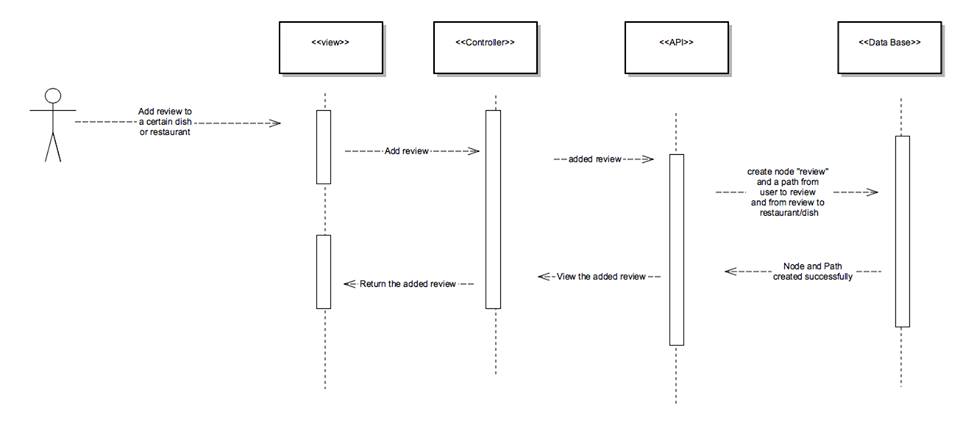 <<view>>
<<Controller>>
<<API>>
<<Data Base>>
Add review to
a certain dish
or restaurant
Add review
added review
create node "review"
and a path from
user to review
and from review to
restaurant/dish
Node and Path
created successfully
View the added review
Return the added review